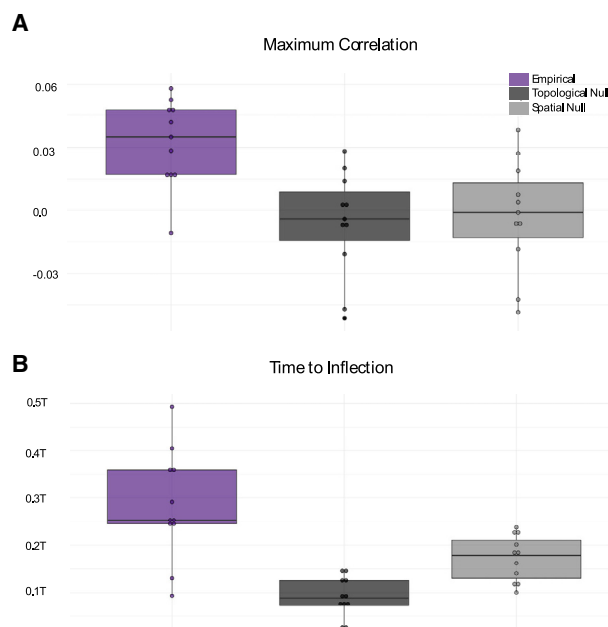 A
Maximum Correlation
Empirical
Topological Null
Spatial Null
0.06
0.03
0.0
-0.03
B
Time to Inflection
0.5T
0.4T
0.3T
0.2T
0.1T